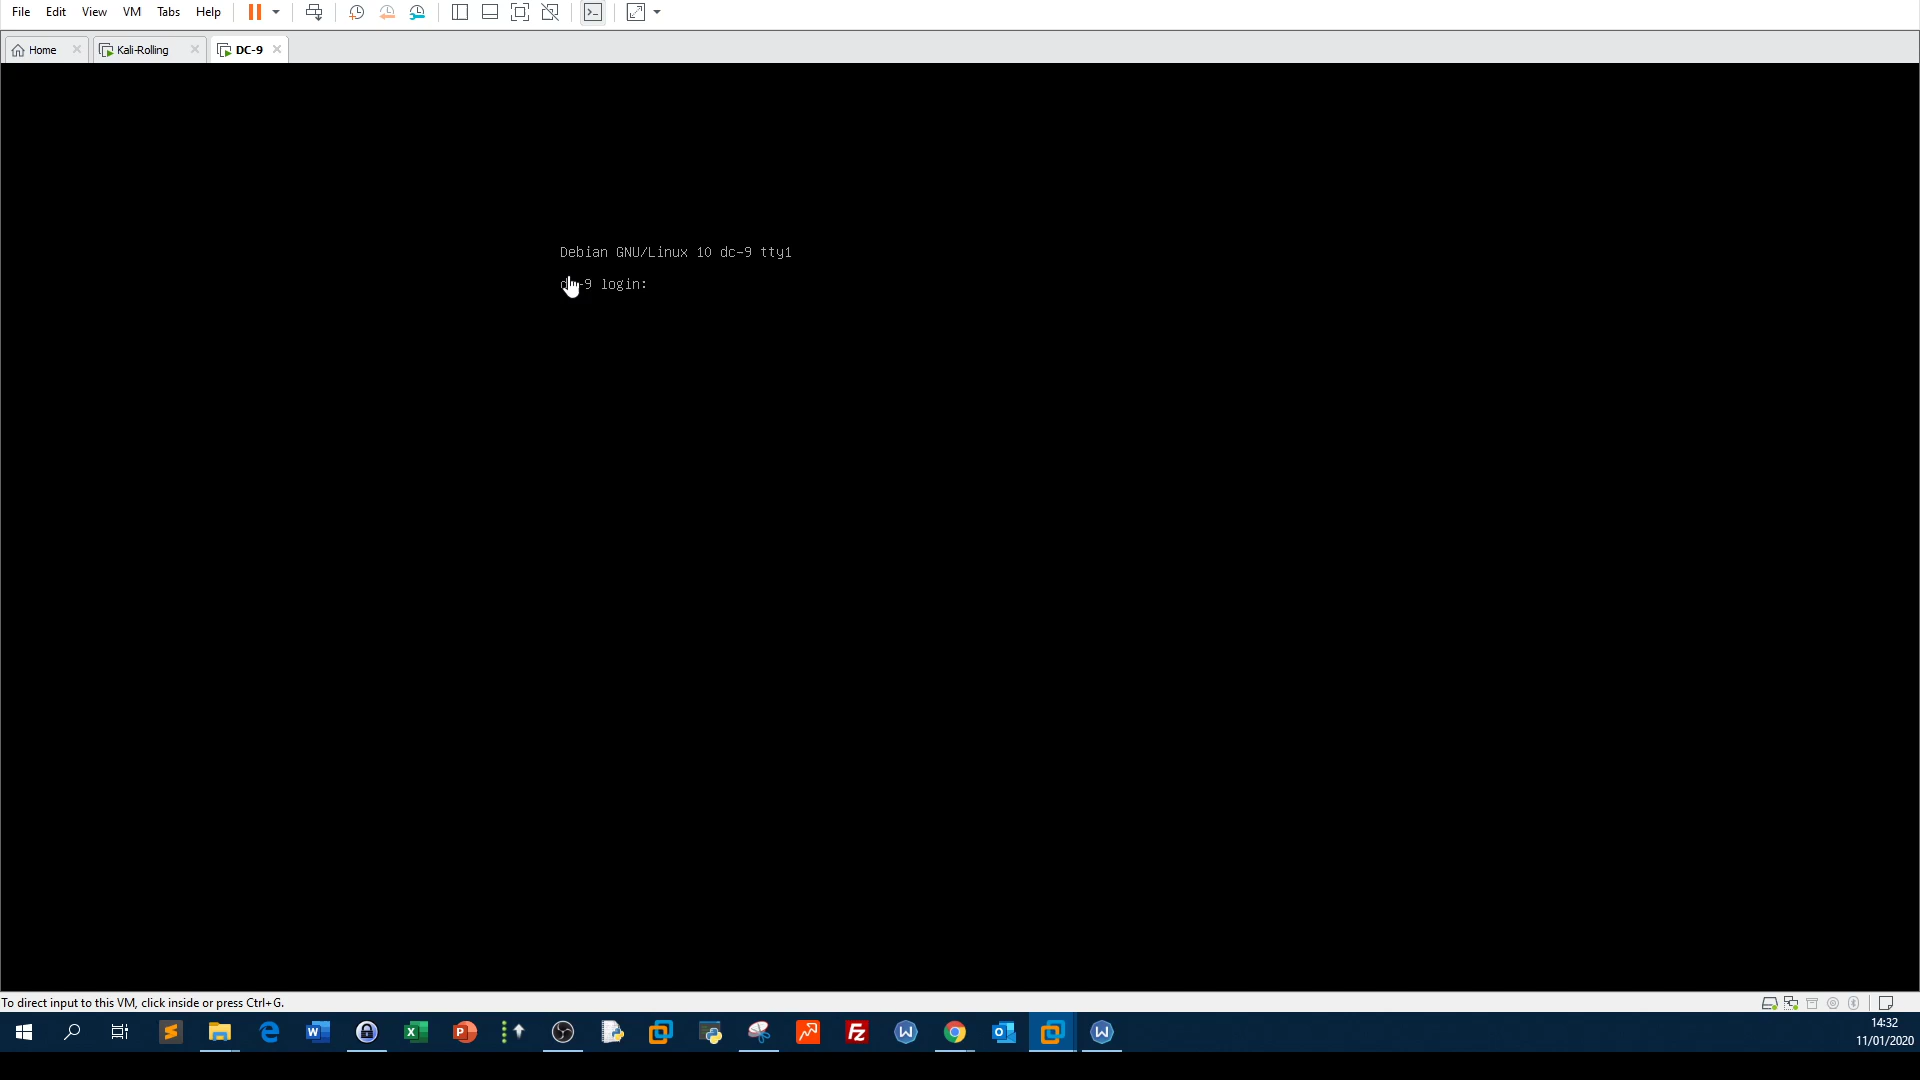 File Edit View VM Tabs Help
Home Kali-Rolling DC-9
Debian GNU/Linux 10 dc-9 tty1
dc-9 login:
To direct input to this VM, click inside or press Ctrl+G.
14:32
11/01/2020